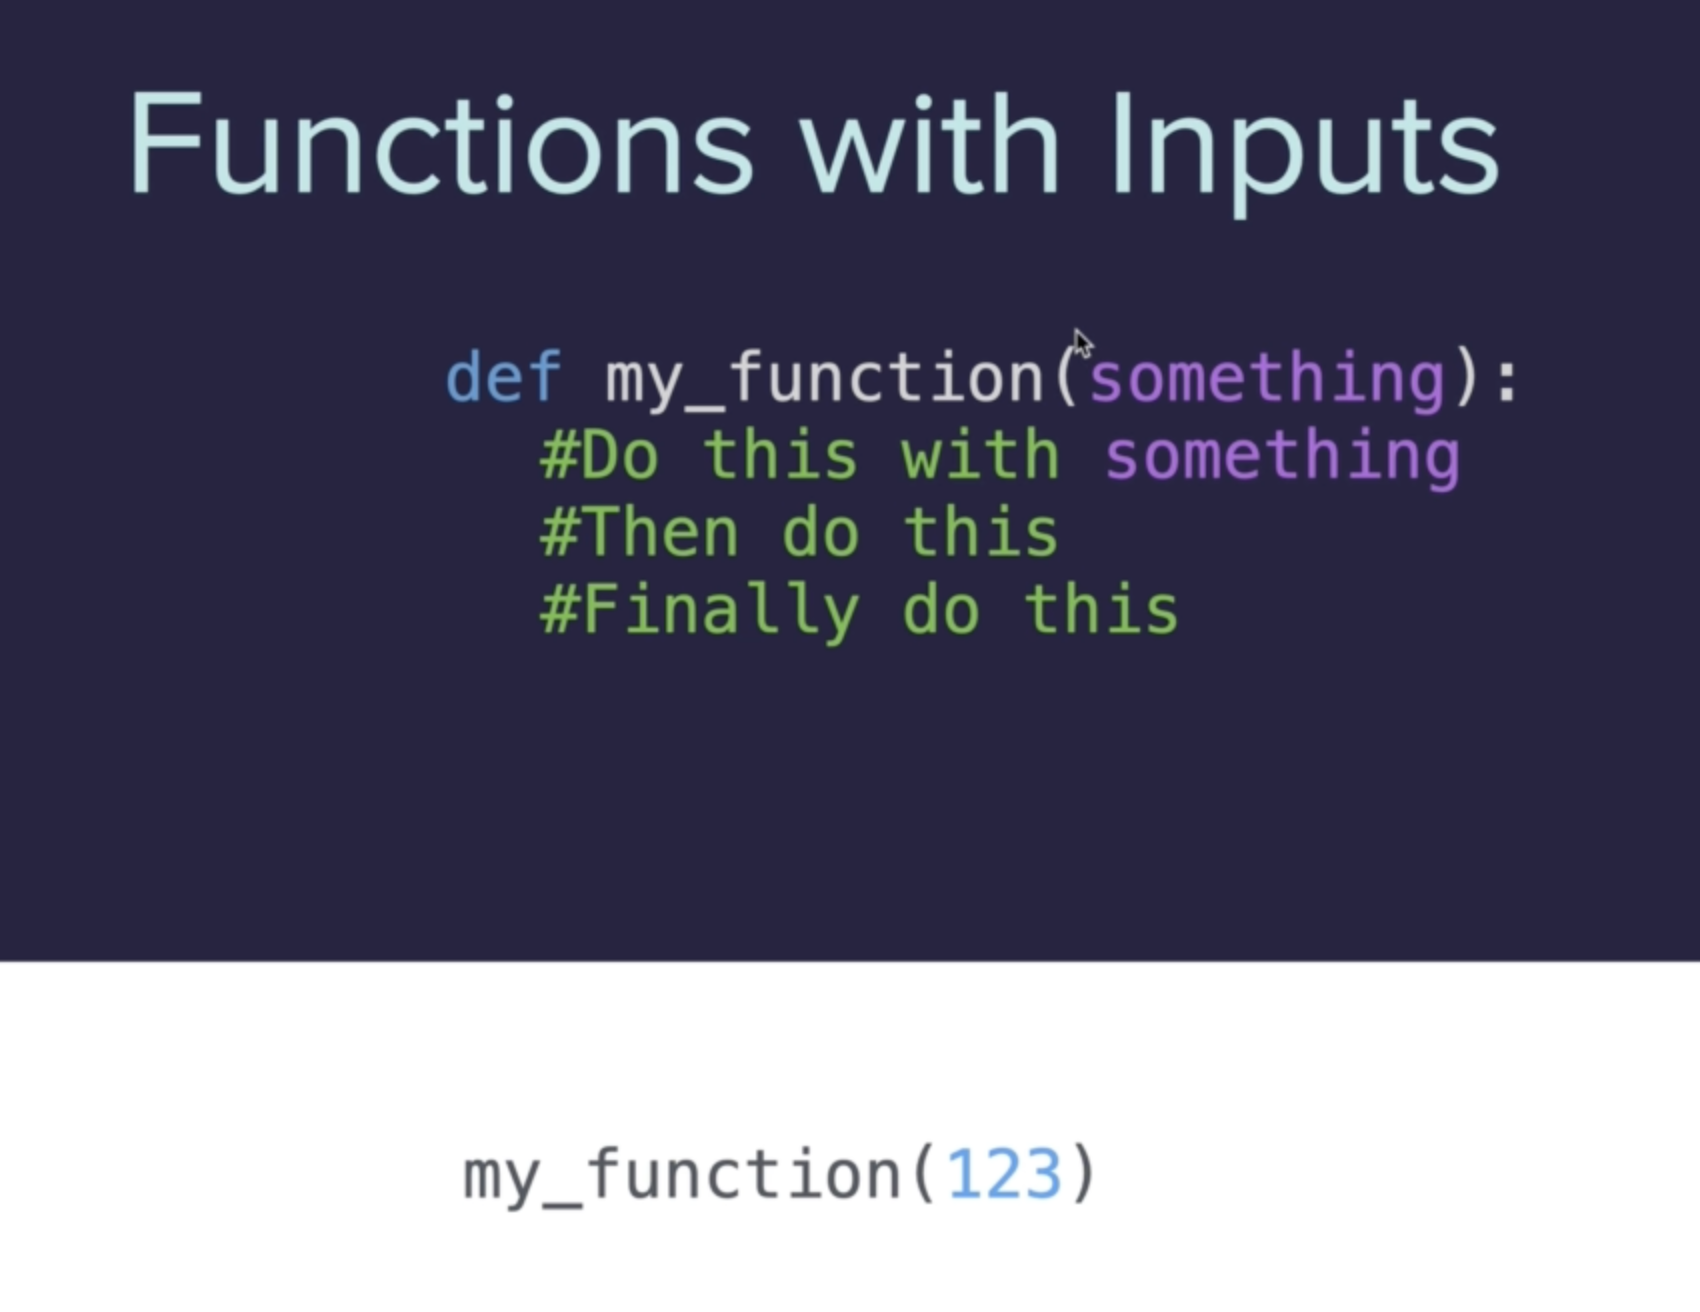 Functions with Inputs
def my_function(something):
#Do this with something
#Then do this
#Finally do this
my_function(123)